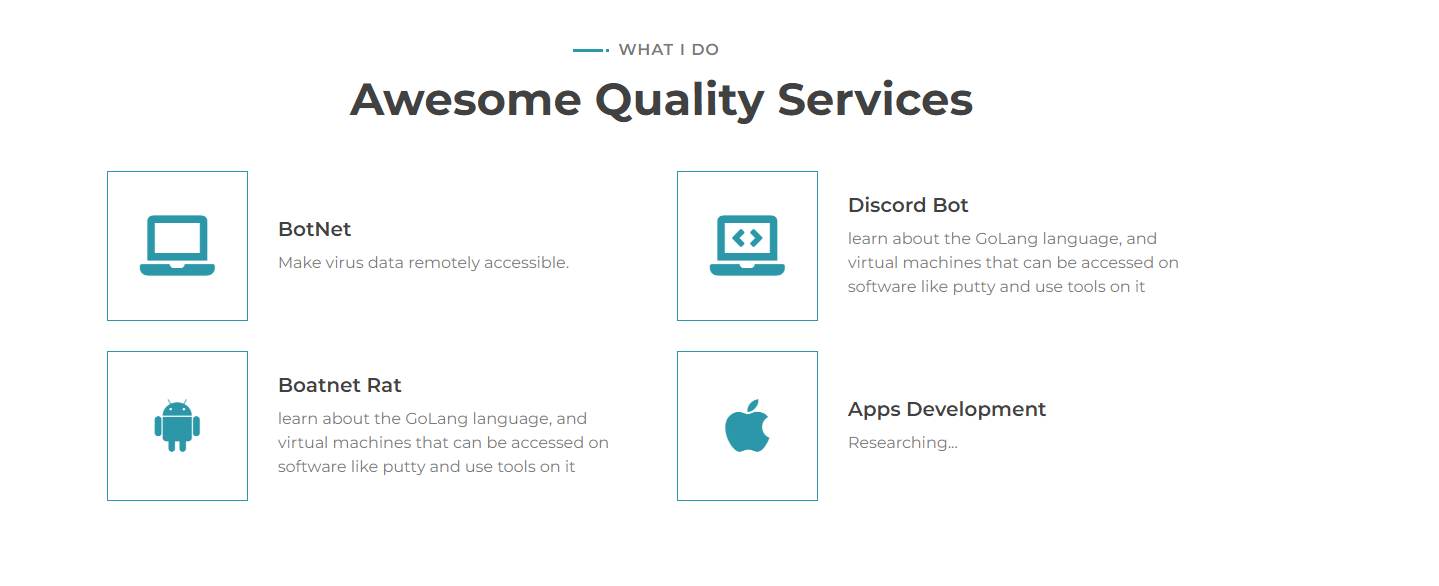 WHAT I DO
Awesome Quality Services
BotNet
Make virus data remotely accessible.
Discord Bot
learn about the GoLang language, and
virtual machines that can be accessed on
software like putty and use tools on it
Boatnet Rat
learn about the GoLang language, and
virtual machines that can be accessed on
software like putty and use tools on it
Apps Development
Researching...